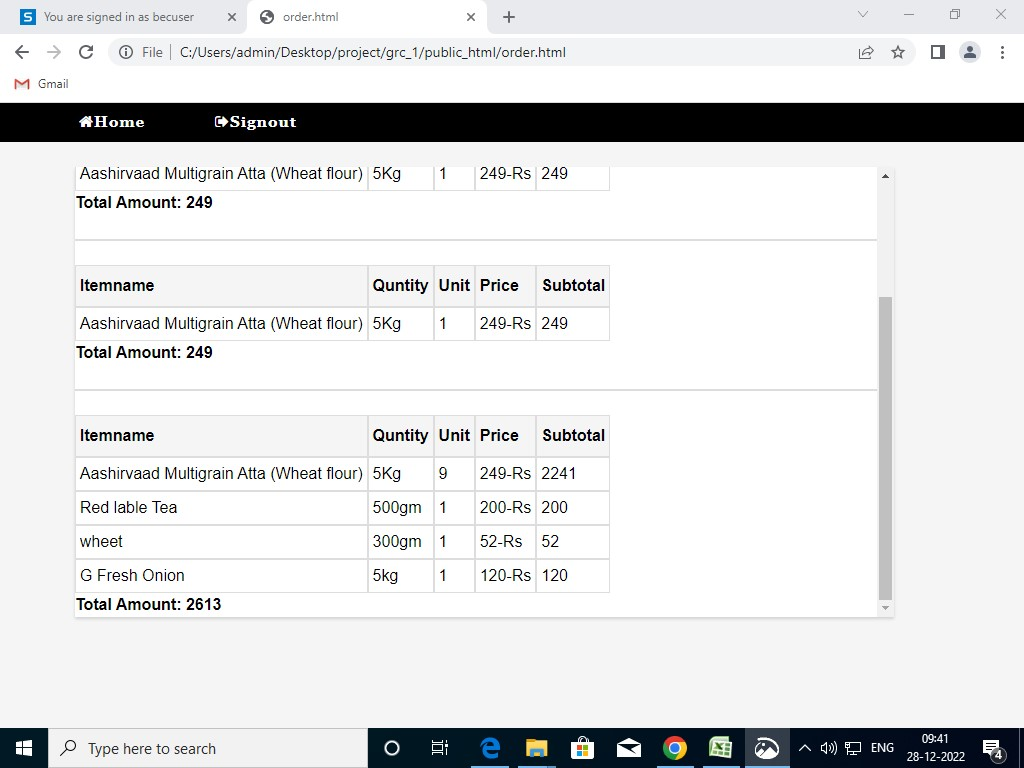 You are signed in as becuser
order.html
File C:/Users/admin/Desktop/project/grc_1/public_html/order.html
Gmail
Home Signout
Aashirvaad Multigrain Atta (Wheat flour) 5Kg 1 249-Rs 249
Total Amount: 249
Itemname Quntity Unit Price Subtotal
Aashirvaad Multigrain Atta (Wheat flour) 5Kg 1 249-Rs 249
Total Amount: 249
Itemname Quntity Unit Price Subtotal
Aashirvaad Multigrain Atta (Wheat flour) 5Kg 9 249-Rs 2241
Red lable Tea 500gm 1 200-Rs 200
wheet 300gm 1 52-Rs 52
G Fresh Onion 5kg 1 120-Rs 120
Total Amount: 2613
Type here to search
ENG
09:41
28-12-2022
4